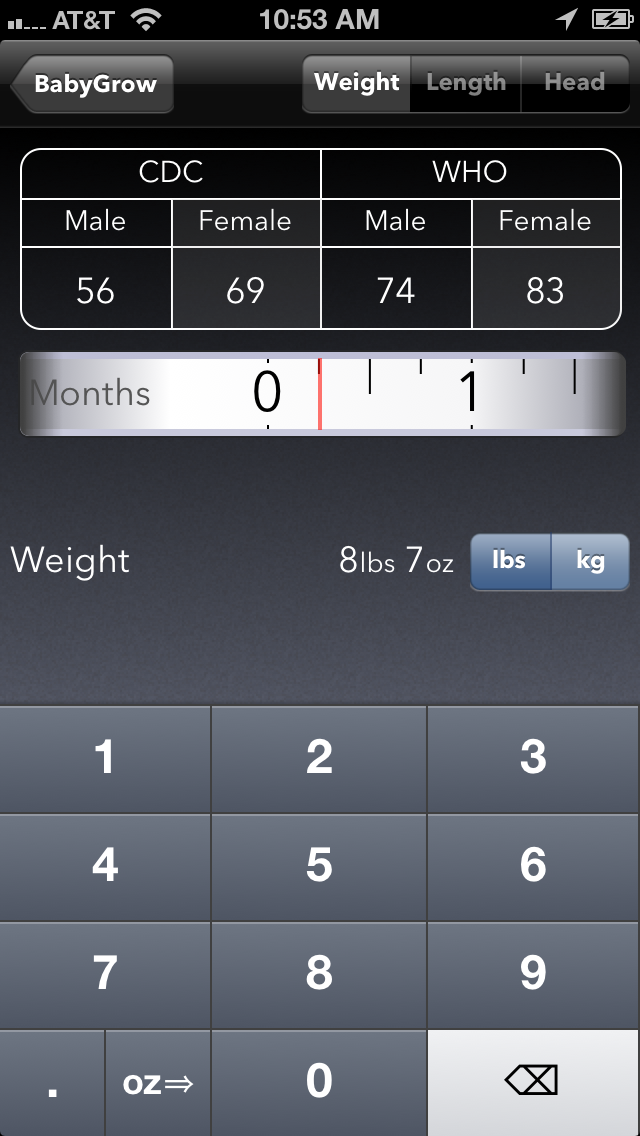 AT&T 10:53 AM
BabyGrow Weight Length Head
CDC WHO
Male Female Male Female
56 69 74 83
Months 0 1
Weight 8lbs 7oz lbs kg
1 2 3
4 5 6
7 8 9
. oz⇒ 0 ⌫